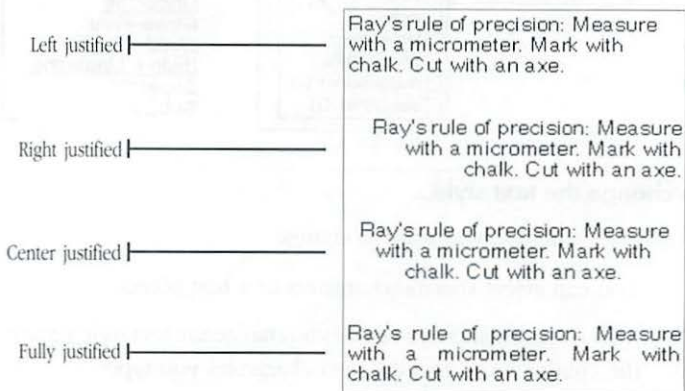 Left justified
Ray's rule of precision: Measure
with a micrometer. Mark with
chalk. Cut with an axe.
Right justified
Ray's rule of precision: Measure
with a micrometer. Mark with
chalk. Cut with an axe.
Center justified
Ray's rule of precision: Measure
with a micrometer. Mark with
chalk. Cut with an axe.
Fully justified
Ray's rule of precision: Measure
with a micrometer. Mark with
chalk. Cut with an axe.